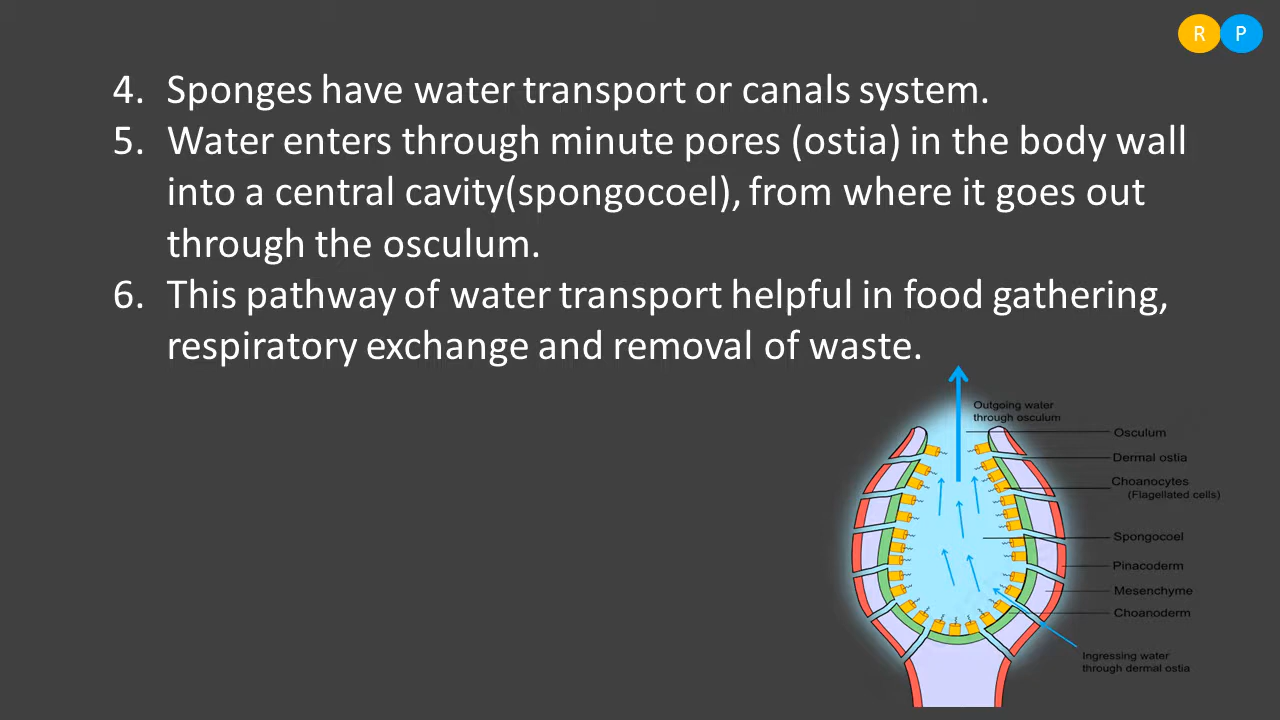 R P
4. Sponges have water transport or canals system.
5. Water enters through minute pores (ostia) in the body wall
into a central cavity(spongocoel), from where it goes out
through the osculum.
6. This pathway of water transport helpful in food gathering,
respiratory exchange and removal of waste.
Outgoing water
through osculum
Osculum
Dermal ostia
Choanocytes
(Flagellated cells)
Spongocoel
Pinacoderm
Mesenchyme
Choanoderm
Ingressing water
through dermal ostia